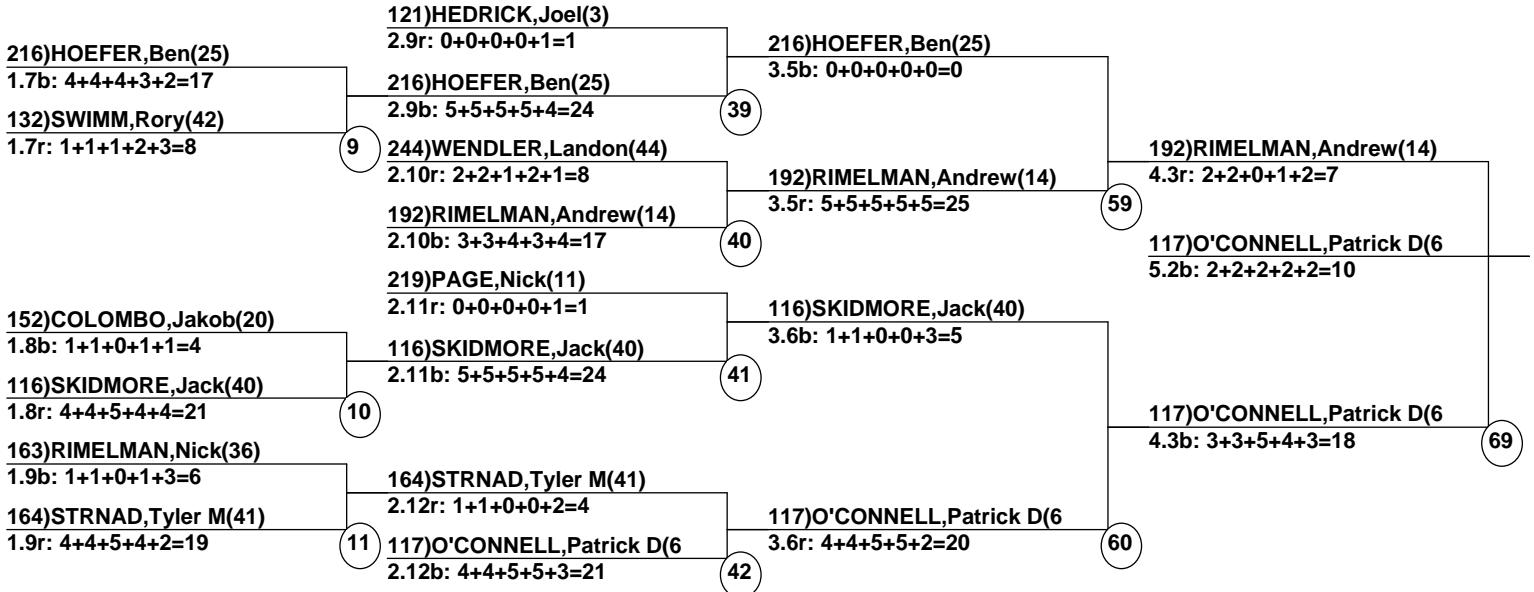 216)HOEFER,Ben(25)
1.7b: 4+4+4+3+2=17
132)SWIMM,Rory(42)
1.7r: 1+1+1+2+3=8
9
152)COLOMBO,Jakob(20)
1.8b: 1+1+0+1+1=4
116)SKIDMORE,Jack(40)
1.8r: 4+4+5+4+4=21
10
163)RIMELMAN,Nick(36)
1.9b: 1+1+0+1+3=6
164)STRNAD,Tyler M(41)
1.9r: 4+4+5+4+2=19
11
121)HEDRICK,Joel(3)
2.9r: 0+0+0+0+1=1
216)HOEFER,Ben(25)
2.9b: 5+5+5+5+4=24
39
244)WENDLER,Landon(44)
2.10r: 2+2+1+2+1=8
192)RIMELMAN,Andrew(14)
2.10b: 3+3+4+3+4=17
40
219)PAGE,Nick(11)
2.11r: 0+0+0+0+1=1
116)SKIDMORE,Jack(40)
2.11b: 5+5+5+5+4=24
41
164)STRNAD,Tyler M(41)
2.12r: 1+1+0+0+2=4
117)O'CONNELL,Patrick D(6
2.12b: 4+4+5+5+3=21
42
216)HOEFER,Ben(25)
3.5b: 0+0+0+0+0=0
192)RIMELMAN,Andrew(14)
3.5r: 5+5+5+5+5=25
59
116)SKIDMORE,Jack(40)
3.6b: 1+1+0+0+3=5
117)O'CONNELL,Patrick D(6
3.6r: 4+4+5+5+2=20
60
192)RIMELMAN,Andrew(14)
4.3r: 2+2+0+1+2=7
117)O'CONNELL,Patrick D(6
5.2b: 2+2+2+2+2=10
117)O'CONNELL,Patrick D(6
4.3b: 3+3+5+4+3=18
69